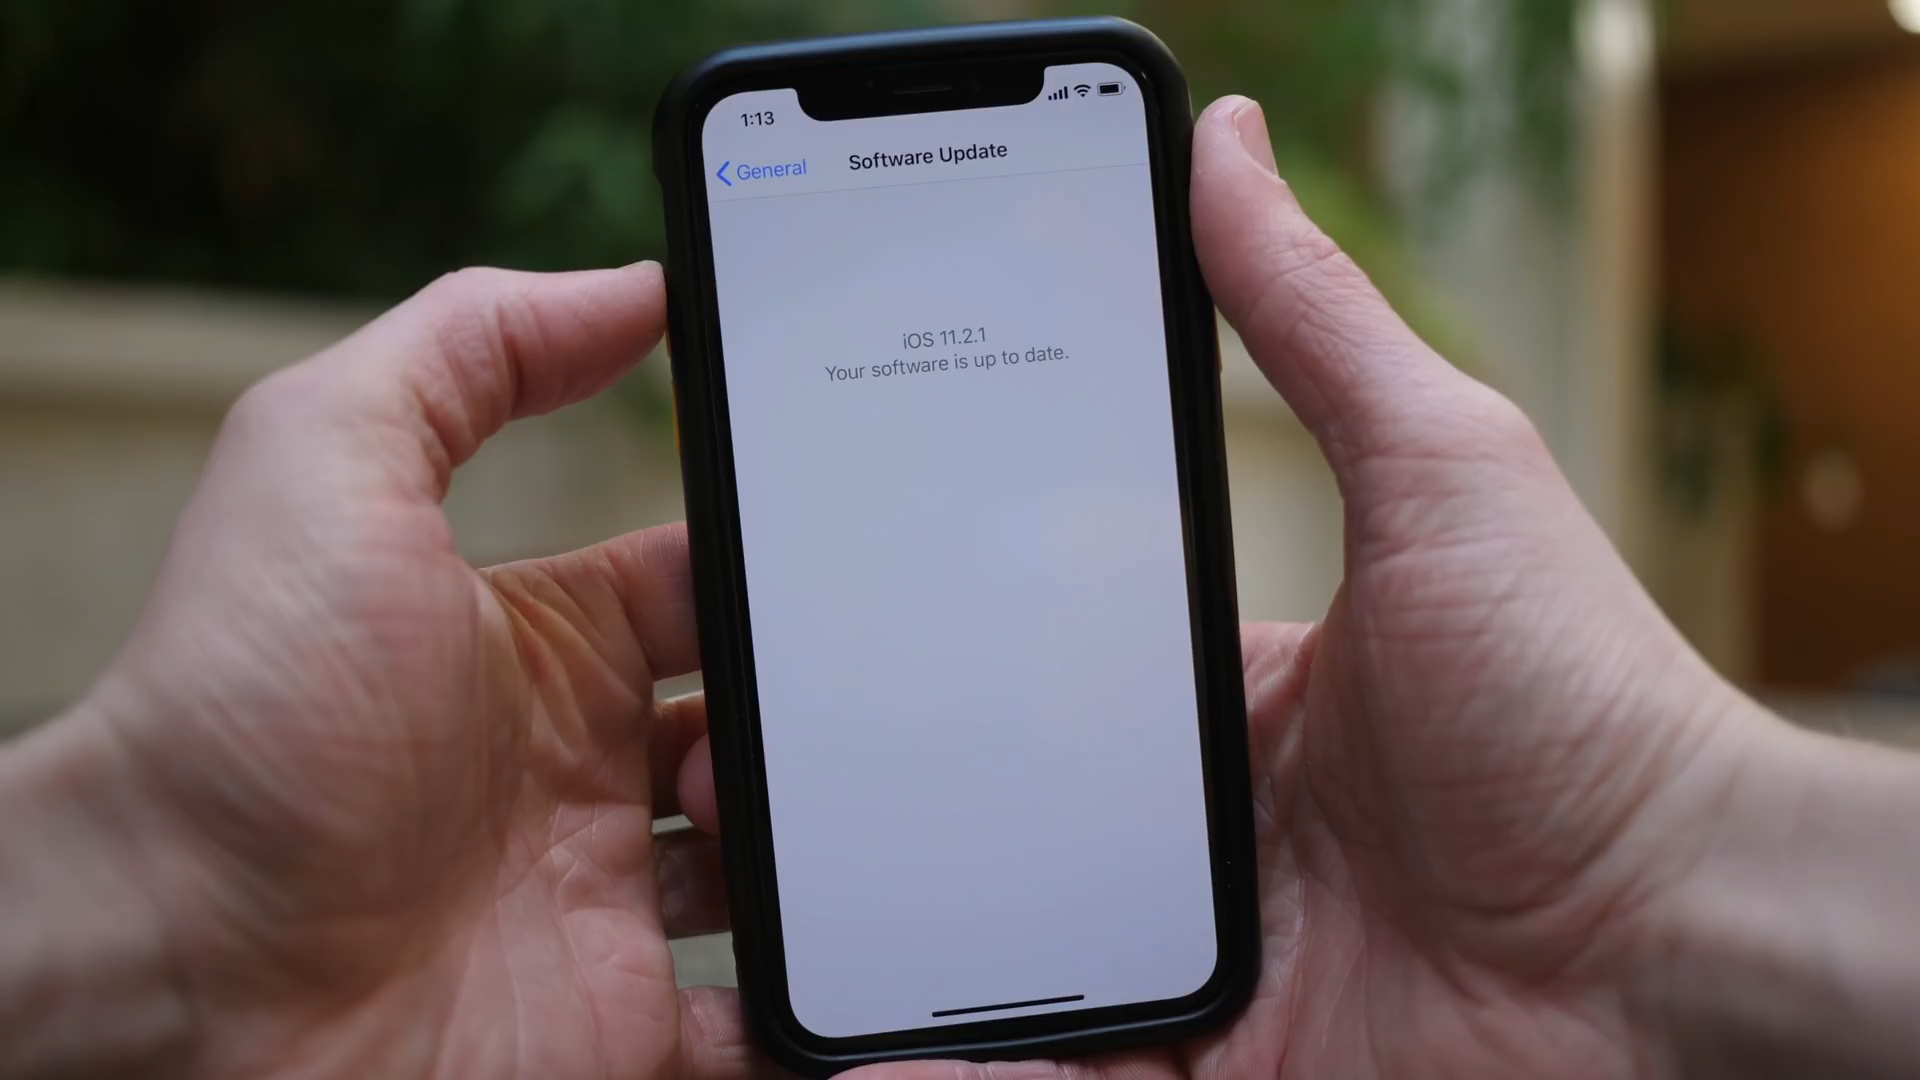 1:13
General
Software Update
iOS 11.2.1
Your software is up to date.